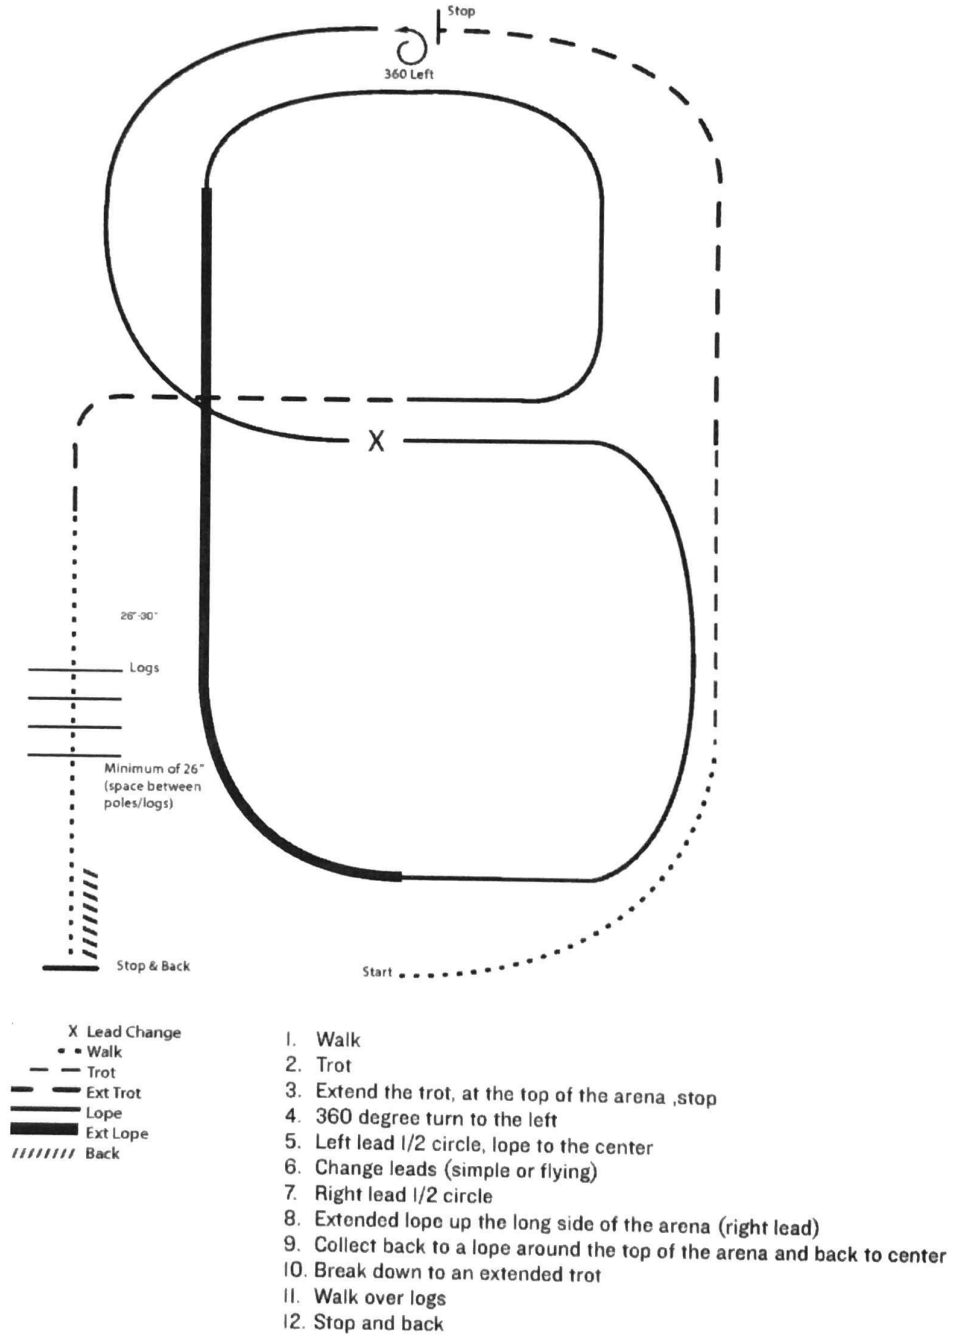 Stop
360 Left
X
26"-30"
Logs
Minimum of 26"
(space between
poles/logs)
Stop & Back
Start
X Lead Change
Walk
Trot
Ext Trot
Lope
Ext Lope
Back
1. Walk
2. Trot
3. Extend the trot, at the top of the arena ,stop
4. 360 degree turn to the left
5. Left lead 1/2 circle, lope to the center
6. Change leads (simple or flying)
7. Right lead 1/2 circle
8. Extended lope up the long side of the arena (right lead)
9. Collect back to a lope around the top of the arena and back to center
10. Break down to an extended trot
11. Walk over logs
12. Stop and back